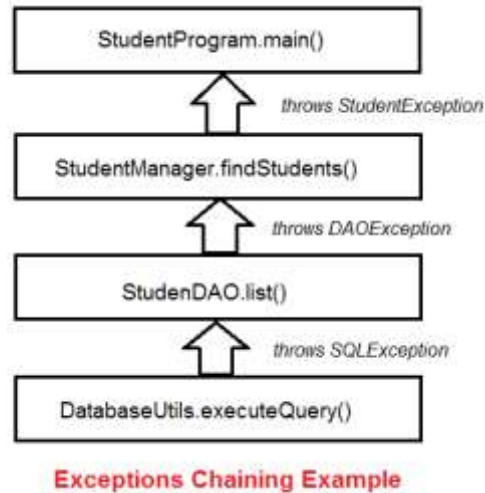 StudentProgram.main()
throws StudentException
StudentManager.findStudents()
throws DAOException
StudenDAO.list()
throws SQLException
DatabaseUtils.executeQuery()
Exceptions Chaining Example